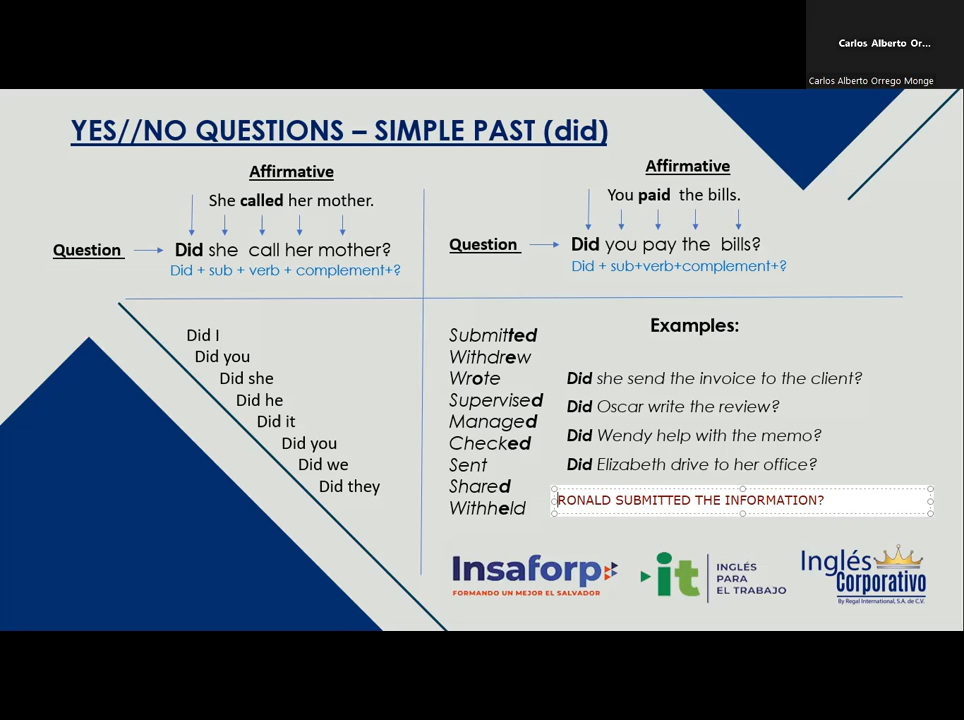 Carlos Alberto Or...
Carlos Alberto Orrego Monge
YES//NO QUESTIONS – SIMPLE PAST (did)
Affirmative
She called her mother.
Question
Did she call her mother?
Did + sub + verb + complement+?
Affirmative
You paid the bills.
Question
Did you pay the bills?
Did + sub+verb+complement+?
Did I
Did you
Did she
Did he
Did it
Did you
Did we
Did they
Submitted
Withdrew
Wrote
Supervised
Managed
Checked
Sent
Shared
Withheld
Examples:
Did she send the invoice to the client?
Did Oscar write the review?
Did Wendy help with the memo?
Did Elizabeth drive to her office?
RONALD SUBMITTED THE INFORMATION?
Insaforp
FORMANDO UN MEJOR EL SALVADOR
it
INGLÉS
PARA
EL TRABAJO
Inglés
Corporativo
By Regal International, S.A. de C.V.